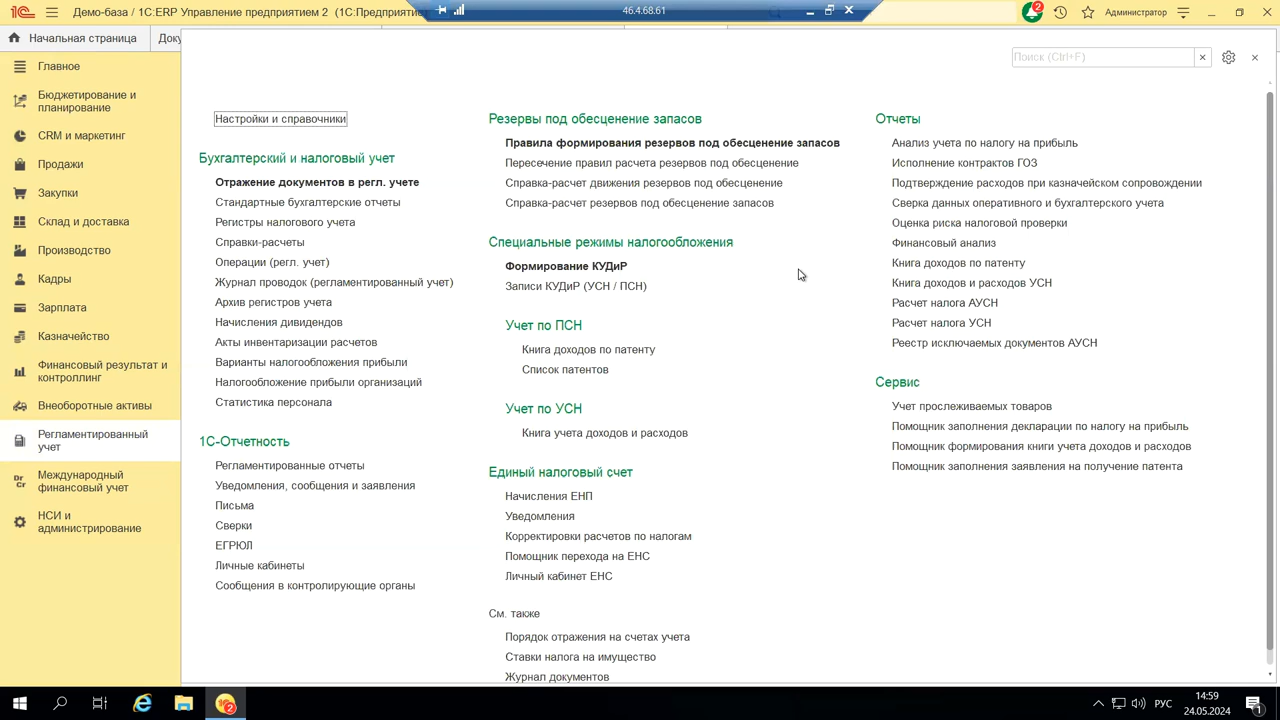 Демо-база / 1С:ERP Управление предприятием 2 (1С:Предприятие
46.4.68.61
2
Администратор
Начальная страница
Доку
Главное
Бюджетирование и
планирование
CRM и маркетинг
Продажи
Закупки
Склад и доставка
Производство
Кадры
Зарплата
Казначейство
Финансовый результат и
контроллинг
Внеоборотные активы
Регламентированный
учет
Международный
финансовый учет
НСИ и
администрирование
Поиск (Ctrl+F)
Настройки и справочники
Бухгалтерский и налоговый учет
Отражение документов в регл. учете
Стандартные бухгалтерские отчеты
Регистры налогового учета
Справки-расчеты
Операции (регл. учет)
Журнал проводок (регламентированный учет)
Архив регистров учета
Начисления дивидендов
Акты инвентаризации расчетов
Варианты налогообложения прибыли
Налогообложение прибыли организаций
Статистика персонала
1С-Отчетность
Регламентированные отчеты
Уведомления, сообщения и заявления
Письма
Сверки
ЕГРЮЛ
Личные кабинеты
Сообщения в контролирующие органы
Резервы под обесценение запасов
Правила формирования резервов под обесценение запасов
Пересечение правил расчета резервов под обесценение
Справка-расчет движения резервов под обесценение
Справка-расчет резервов под обесценение запасов
Специальные режимы налогообложения
Формирование КУДиР
Записи КУДиР (УСН / ПСН)
Учет по ПСН
Книга доходов по патенту
Список патентов
Учет по УСН
Книга учета доходов и расходов
Единый налоговый счет
Начисления ЕНП
Уведомления
Корректировки расчетов по налогам
Помощник перехода на ЕНС
Личный кабинет ЕНС
См. также
Порядок отражения на счетах учета
Ставки налога на имущество
Журнал документов
Отчеты
Анализ учета по налогу на прибыль
Исполнение контрактов ГОЗ
Подтверждение расходов при казначейском сопровождении
Сверка данных оперативного и бухгалтерского учета
Оценка риска налоговой проверки
Финансовый анализ
Книга доходов по патенту
Книга доходов и расходов УСН
Расчет налога АУСН
Расчет налога УСН
Реестр исключаемых документов АУСН
Сервис
Учет прослеживаемых товаров
Помощник заполнения декларации по налогу на прибыль
Помощник формирования книги учета доходов и расходов
Помощник заполнения заявления на получение патента
2
РУС
14:59
24.05.2024
1